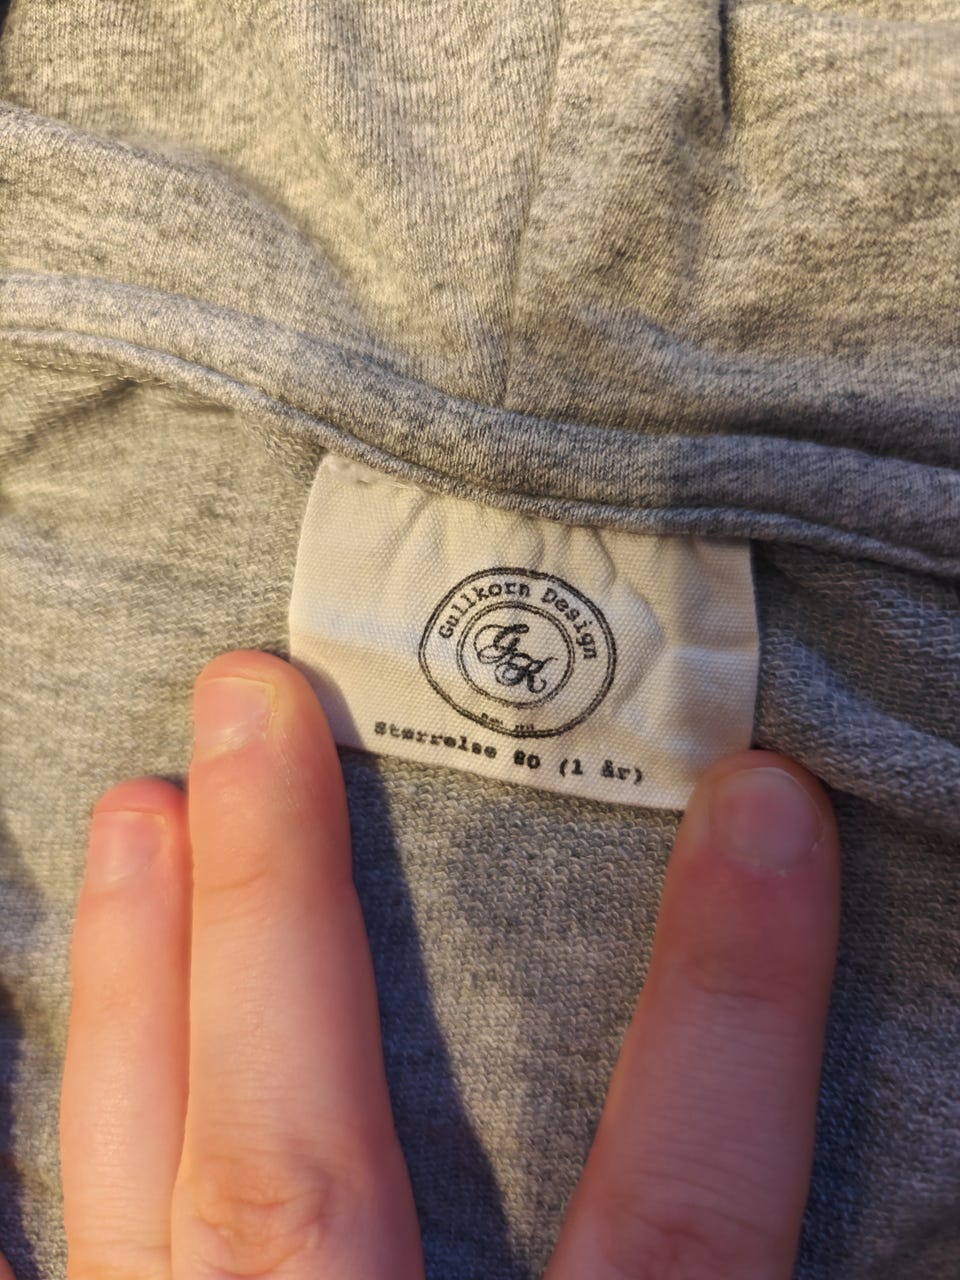 Gullkorn Design
GK
Størrelse 80 (1 år)